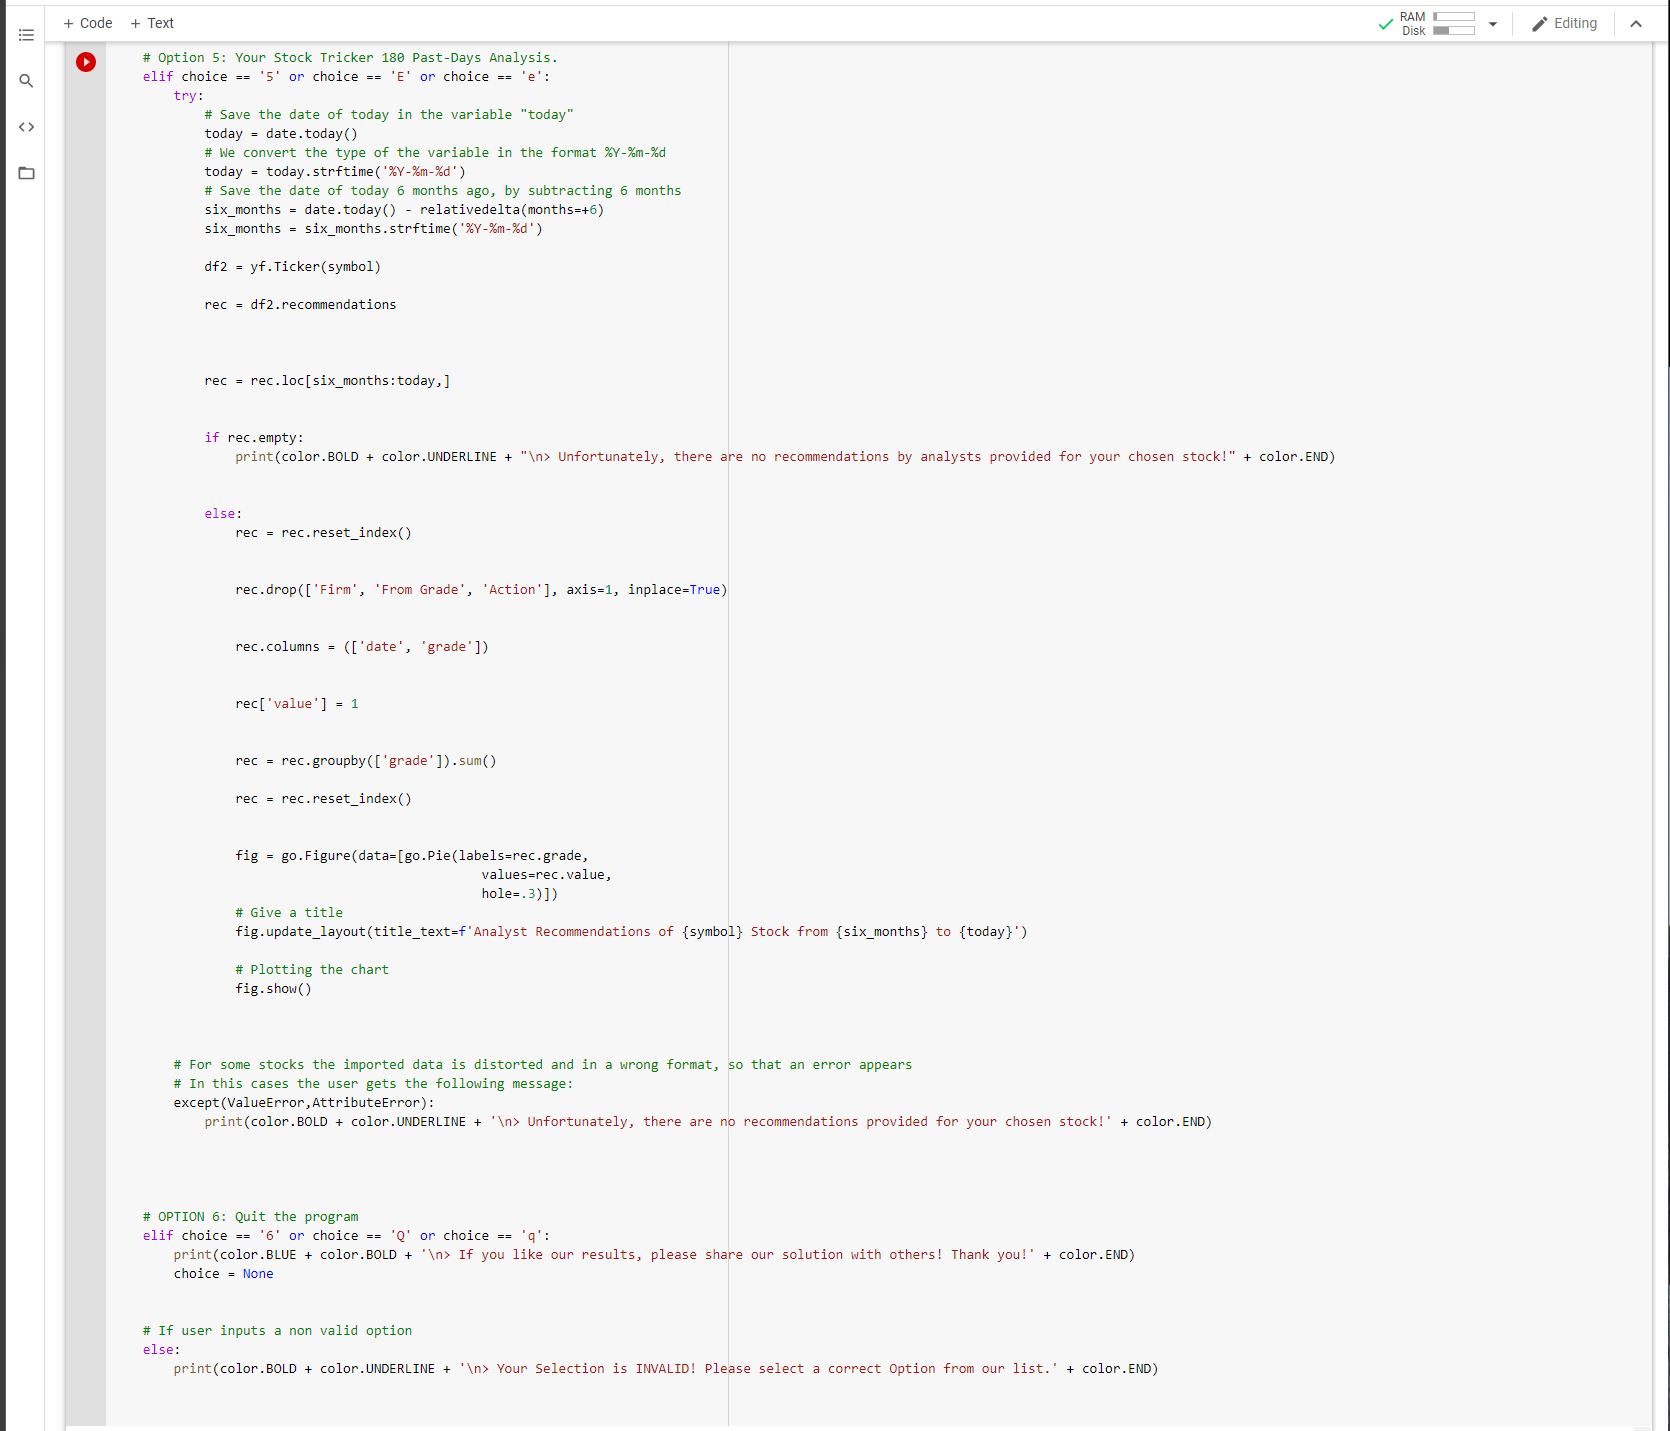 + Code + Text
RAM
Disk
Editing
# Option 5: Your Stock Tricker 180 Past-Days Analysis.
elif choice == '5' or choice == 'E' or choice == 'e':
try:
# Save the date of today in the variable "today"
today = date.today()
# We convert the type of the variable in the format %Y-%m-%d
today = today.strftime('%Y-%m-%d')
# Save the date of today 6 months ago, by subtracting 6 months
six_months = date.today() - relativedelta(months=+6)
six_months = six_months.strftime('%Y-%m-%d')
df2 = yf.Ticker(symbol)
rec = df2.recommendations
rec = rec.loc[six_months:today,]
if rec.empty:
print(color.BOLD + color.UNDERLINE + "\n> Unfortunately, there are no recommendations by analysts provided for your chosen stock!" + color.END)
else:
rec = rec.reset_index()
rec.drop(['Firm', 'From Grade', 'Action'], axis=1, inplace=True)
rec.columns = (['date', 'grade'])
rec['value'] = 1
rec = rec.groupby(['grade']).sum()
rec = rec.reset_index()
fig = go.Figure(data=[go.Pie(labels=rec.grade,
values=rec.value,
hole=.3)])
# Give a title
fig.update_layout(title_text=f'Analyst Recommendations of {symbol} Stock from {six_months} to {today}')
# Plotting the chart
fig.show()
# For some stocks the imported data is distorted and in a wrong format, so that an error appears
# In this cases the user gets the following message:
except(ValueError,AttributeError):
print(color.BOLD + color.UNDERLINE + '\n> Unfortunately, there are no recommendations provided for your chosen stock!' + color.END)
# OPTION 6: Quit the program
elif choice == '6' or choice == 'Q' or choice == 'q':
print(color.BLUE + color.BOLD + '\n> If you like our results, please share our solution with others! Thank you!' + color.END)
choice = None
# If user inputs a non valid option
else:
print(color.BOLD + color.UNDERLINE + '\n> Your Selection is INVALID! Please select a correct Option from our list.' + color.END)